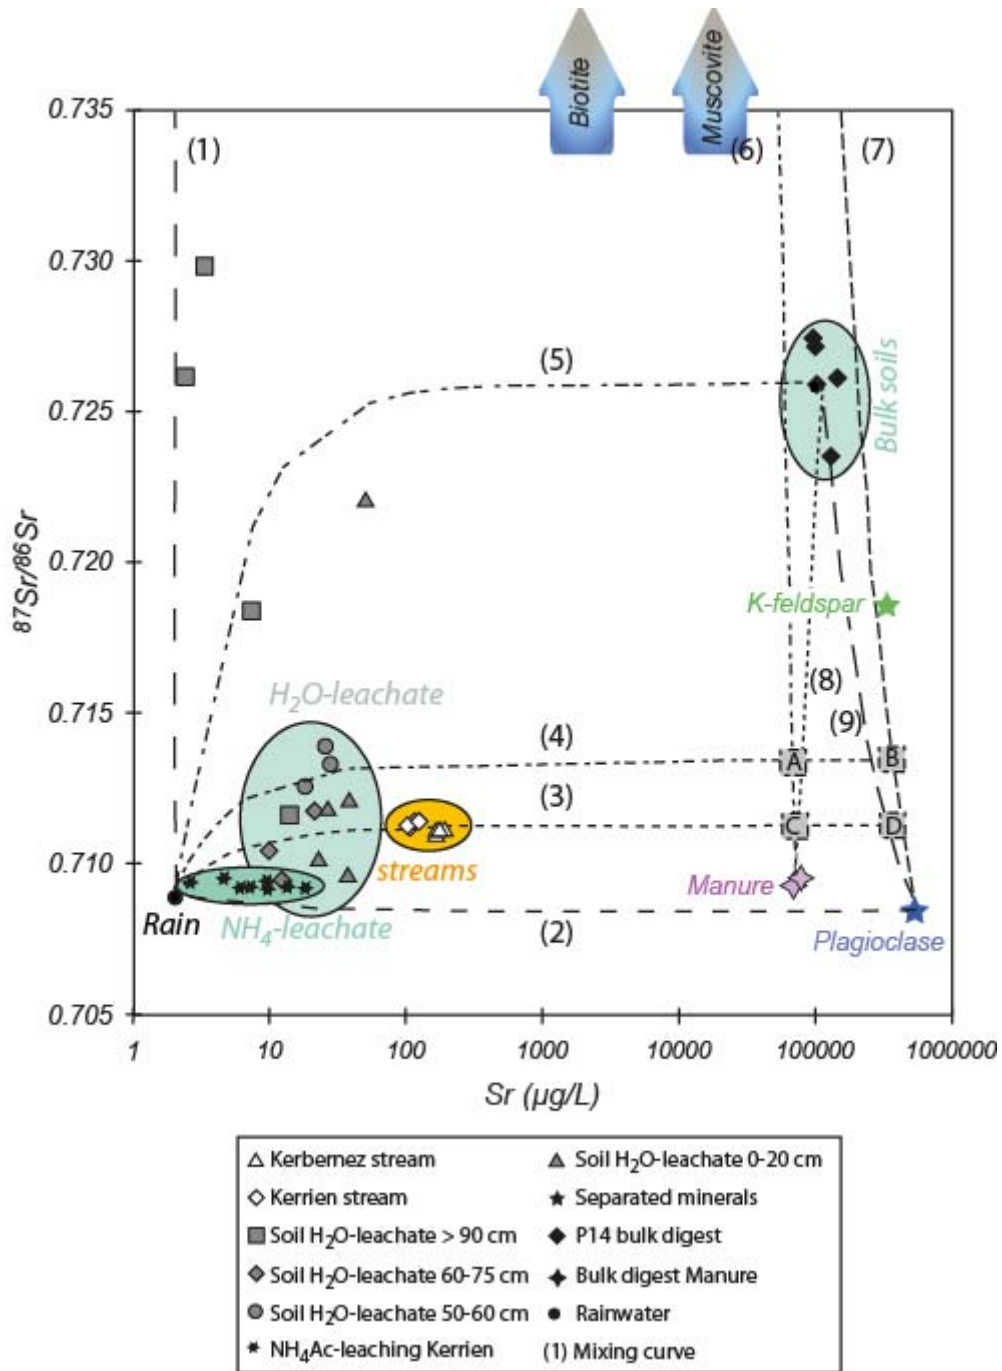 Biotite
Muscovite
0.735
(1)
(6)
(7)
0.730
(5)
Bulk soils
0.725
87Sr/86Sr
0.720
K-feldspar
(8)
0.715
H2O-leachate
(9)
(4)
A
B
(3)
C
D
0.710
streams
Manure
Rain
NH4-leachate
(2)
Plagioclase
0.705
1
10
100
1000
10000
100000
1000000
Sr (µg/L)
Kerbernez stream
Kerrien stream
Soil H2O-leachate > 90 cm
Soil H2O-leachate 60-75 cm
Soil H2O-leachate 50-60 cm
NH4Ac-leaching Kerrien
Soil H2O-leachate 0-20 cm
Separated minerals
P14 bulk digest
Bulk digest Manure
Rainwater
(1) Mixing curve